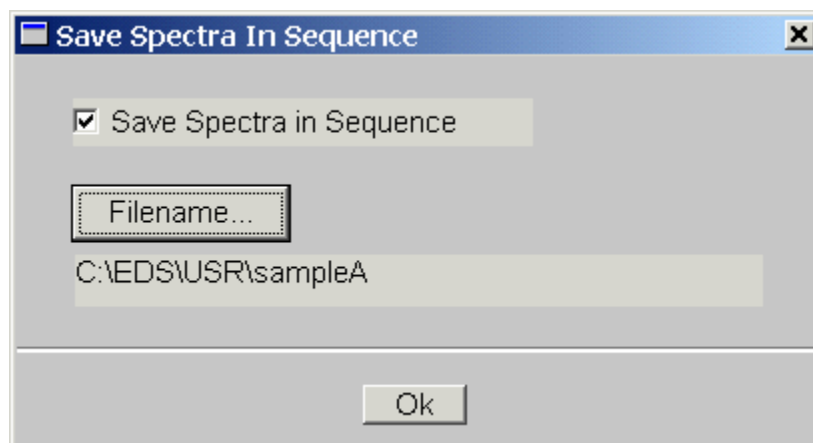 Save Spectra In Sequence
Save Spectra in Sequence
Filename...
C:\EDS\USR\sampleA
Ok